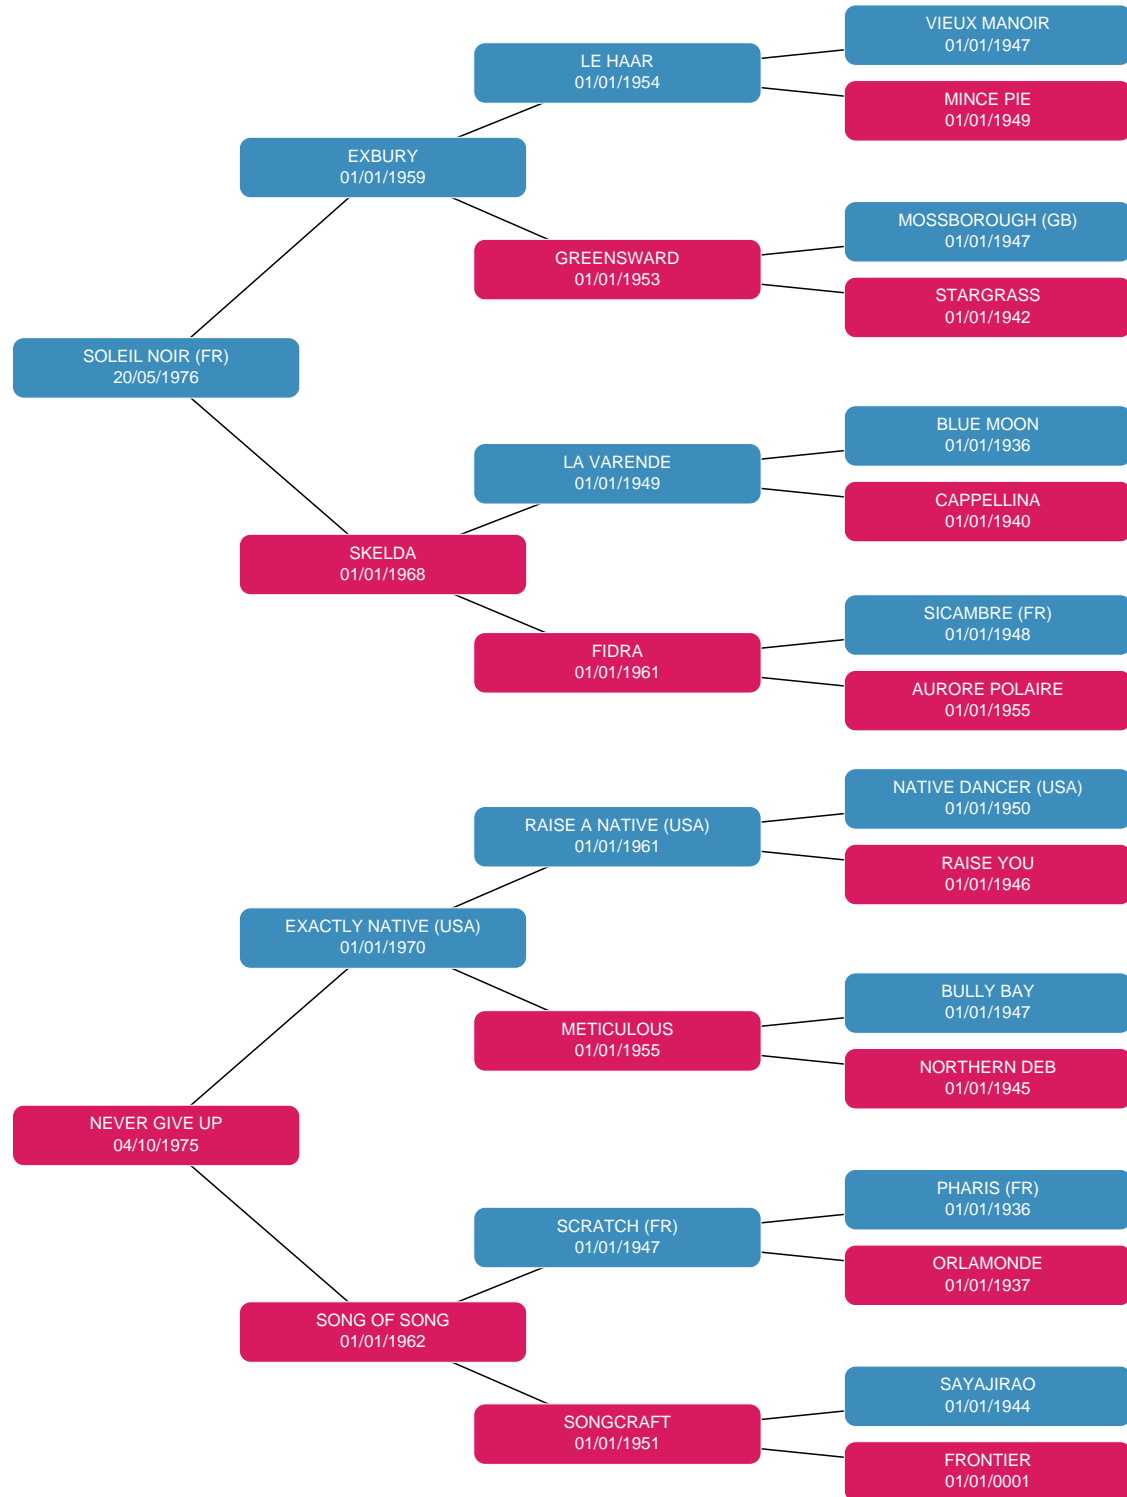 VIEUX MANOIR
01/01/1947
LE HAAR
01/01/1954
MINCE PIE
01/01/1949
EXBURY
01/01/1959
MOSSBOROUGH (GB)
01/01/1947
GREENSWARD
01/01/1953
STARGRASS
01/01/1942
SOLEIL NOIR (FR)
20/05/1976
BLUE MOON
01/01/1936
LA VARENDE
01/01/1949
CAPPELLINA
01/01/1940
SKELDA
01/01/1968
SICAMBRE (FR)
01/01/1948
FIDRA
01/01/1961
AURORE POLAIRE
01/01/1955
NATIVE DANCER (USA)
01/01/1950
RAISE A NATIVE (USA)
01/01/1961
RAISE YOU
01/01/1946
EXACTLY NATIVE (USA)
01/01/1970
BULLY BAY
01/01/1947
METICULOUS
01/01/1955
NORTHERN DEB
01/01/1945
NEVER GIVE UP
04/10/1975
PHARIS (FR)
01/01/1936
SCRATCH (FR)
01/01/1947
ORLAMONDE
01/01/1937
SONG OF SONG
01/01/1962
SAYAJIRAO
01/01/1944
SONGCRAFT
01/01/1951
FRONTIER
01/01/0001